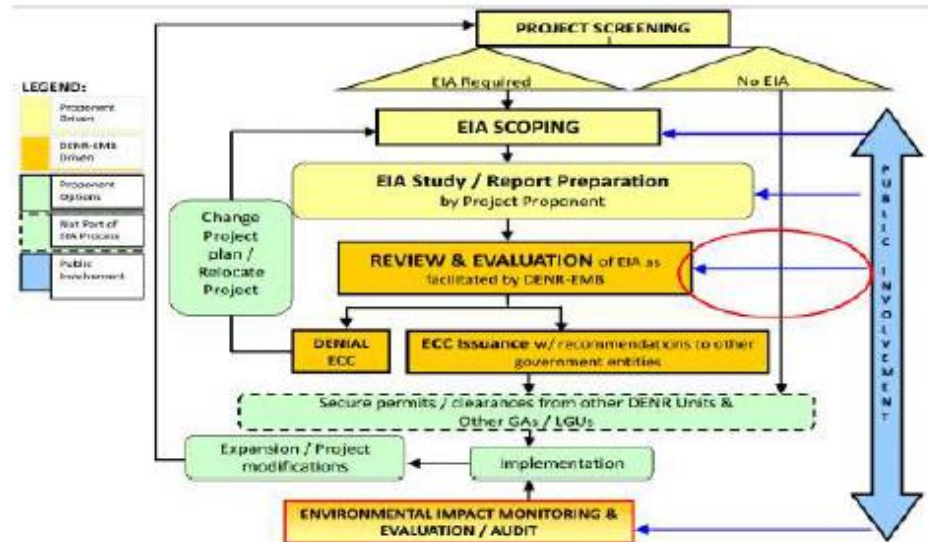 PROJECT SCREENING
EIA Required
No EIA
LEGEND:
Proponent
Driven
DENR-EMB
Driven
Proponent
Options
Not Part of
EIA Process
Public
Involvement
EIA SCOPING
EIA Study / Report Preparation
by Project Proponent
Change
Project
plan /
Relocate
Project
REVIEW & EVALUATION of EIA as
facilitated by DENR-EMB
DENIAL
ECC
ECC Issuance w/ recommendations to other
government entities
Secure permits / clearances from other DENR Units &
Other GAs / LGUs
Expansion / Project
modifications
Implementation
ENVIRONMENTAL IMPACT MONITORING &
EVALUATION / AUDIT
PUBLIC INVOLVEMENT